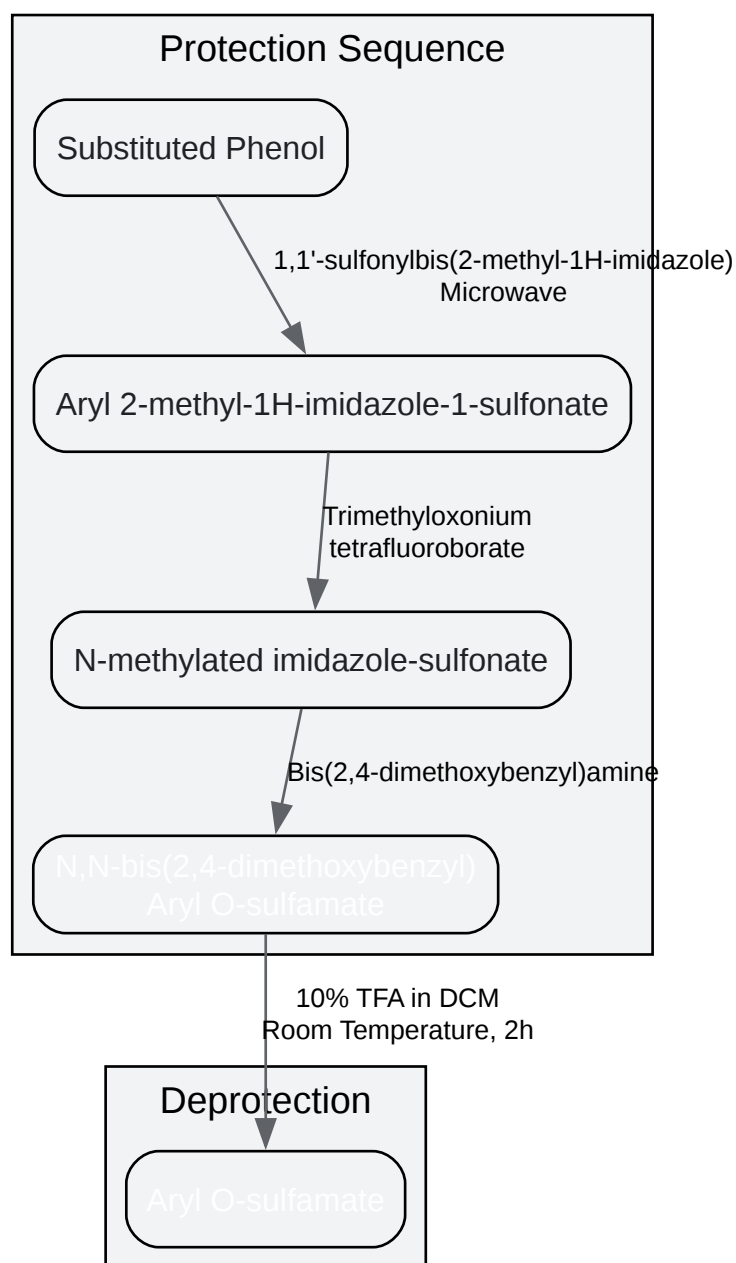 Protection Sequence
Substituted Phenol
1,1'-sulfonylbis(2-methyl-1H-imidazole)
Microwave
Aryl 2-methyl-1H-imidazole-1-sulfonate
Trimethyloxonium
tetrafluoroborate
N-methylated imidazole-sulfonate
Bis(2,4-dimethoxybenzyl)amine
N,N-bis(2,4-dimethoxybenzyl)
Aryl O-sulfamate
10% TFA in DCM
Room Temperature, 2h
Deprotection
Aryl O-sulfamate